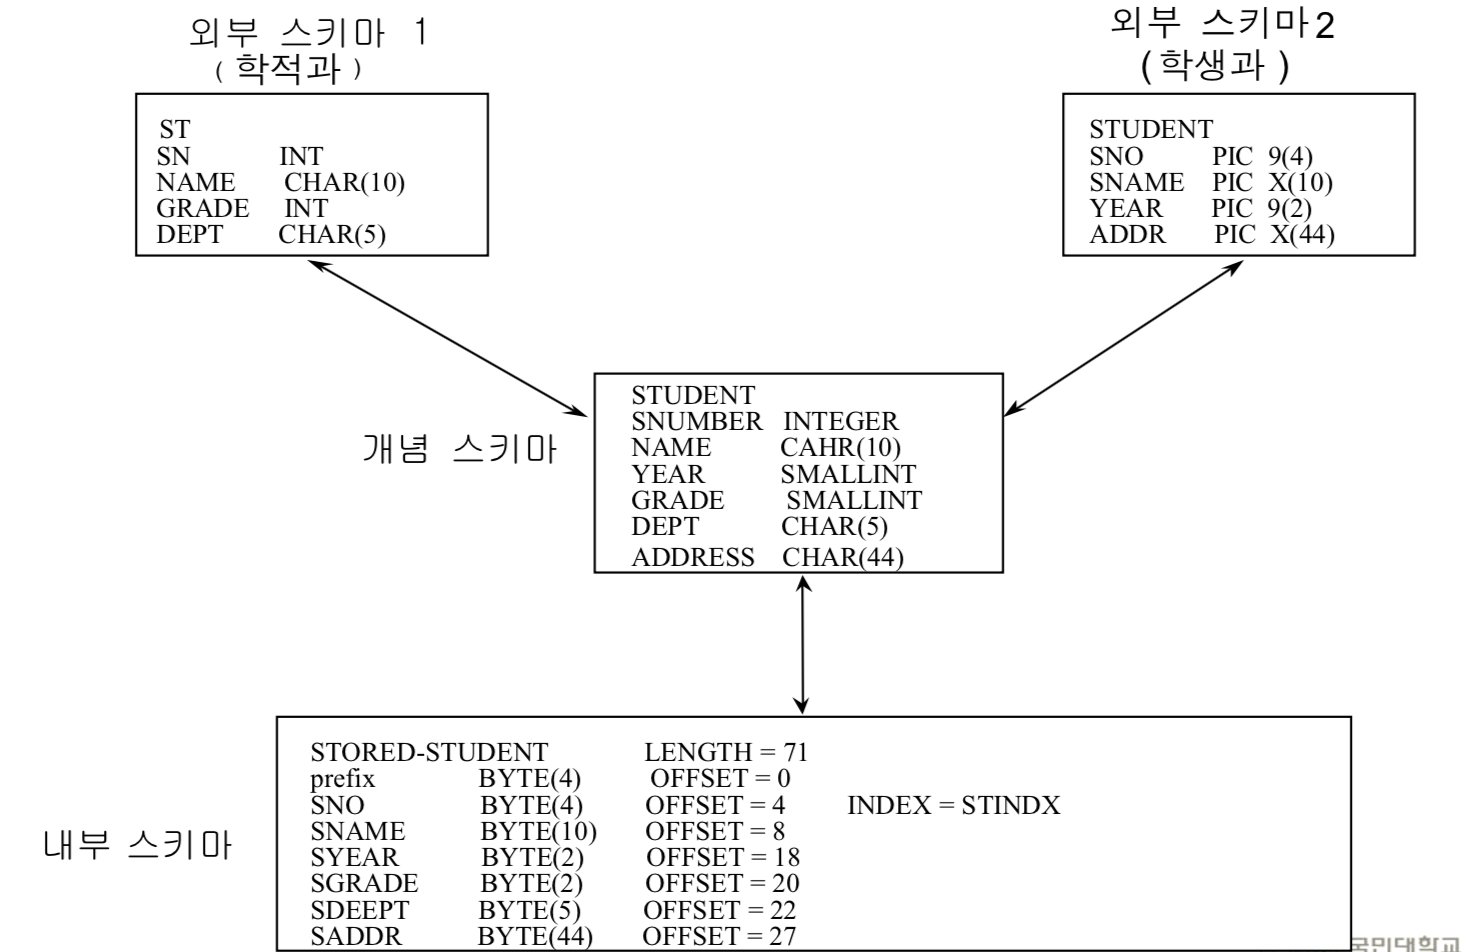 외부 스키마 1
( 학적과 )
ST
SN INT
NAME CHAR(10)
GRADE INT
DEPT CHAR(5)
외부 스키마2
(학생과 )
STUDENT
SNO PIC 9(4)
SNAME PIC X(10)
YEAR PIC 9(2)
ADDR PIC X(44)
개념 스키마
STUDENT
SNUMBER INTEGER
NAME CAHR(10)
YEAR SMALLINT
GRADE SMALLINT
DEPT CHAR(5)
ADDRESS CHAR(44)
내부 스키마
STORED-STUDENT LENGTH = 71
prefix BYTE(4) OFFSET = 0
SNO BYTE(4) OFFSET = 4 INDEX = STINDX
SNAME BYTE(10) OFFSET = 8
SYEAR BYTE(2) OFFSET = 18
SGRADE BYTE(2) OFFSET = 20
SDEEPT BYTE(5) OFFSET = 22
SADDR BYTE(44) OFFSET = 27
국민대학교